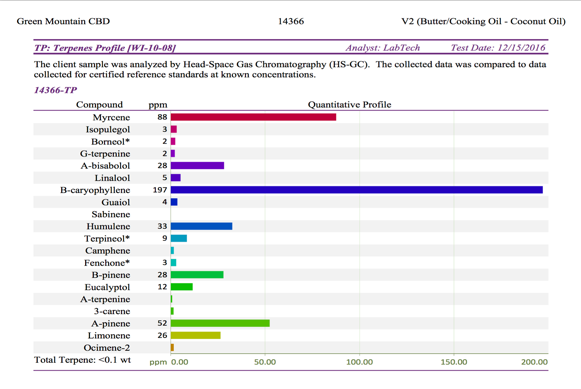 Green Mountain CBD 14366 V2 (Butter/Cooking Oil - Coconut Oil)
TP: Terpenes Profile [WI-10-08] Analyst: LabTech Test Date: 12/15/2016
The client sample was analyzed by Head-Space Gas Chromatography (HS-GC). The collected data was compared to data
collected for certified reference standards at known concentrations.
14366-TP
Compound ppm Quantitative Profile
Myrcene 88
Isopulegol 3
Borneol* 2
G-terpinene 2
A-bisabolol 28
Linalool 5
B-caryophyllene 197
Guaiol 4
Sabinene
Humulene 33
Terpineol* 9
Camphene
Fenchone* 3
B-pinene 28
Eucalyptol 12
A-terpinene
3-carene
A-pinene 52
Limonene 26
Ocimene-2
Total Terpene: <0.1 wt ppm 0.00 50.00 100.00 150.00 200.00